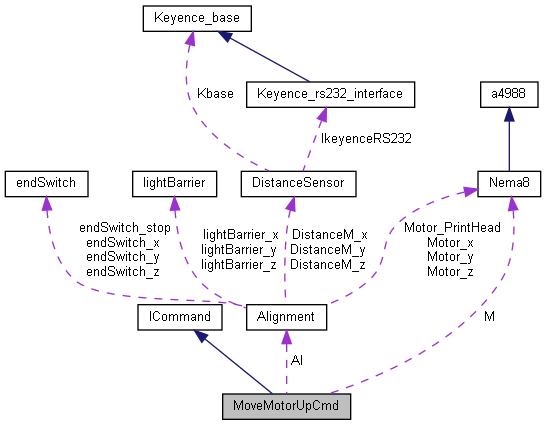 Keyence_base
Kbase
Keyence_rs232_interface
a4988
IkeyenceRS232
endSwitch
lightBarrier
DistanceSensor
Nema8
endSwitch_stop
endSwitch_x
endSwitch_y
endSwitch_z
lightBarrier_x
lightBarrier_y
lightBarrier_z
DistanceM_x
DistanceM_y
DistanceM_z
Motor_PrintHead
Motor_x
Motor_y
Motor_z
ICommand
Alignment
M
Al
MoveMotorUpCmd